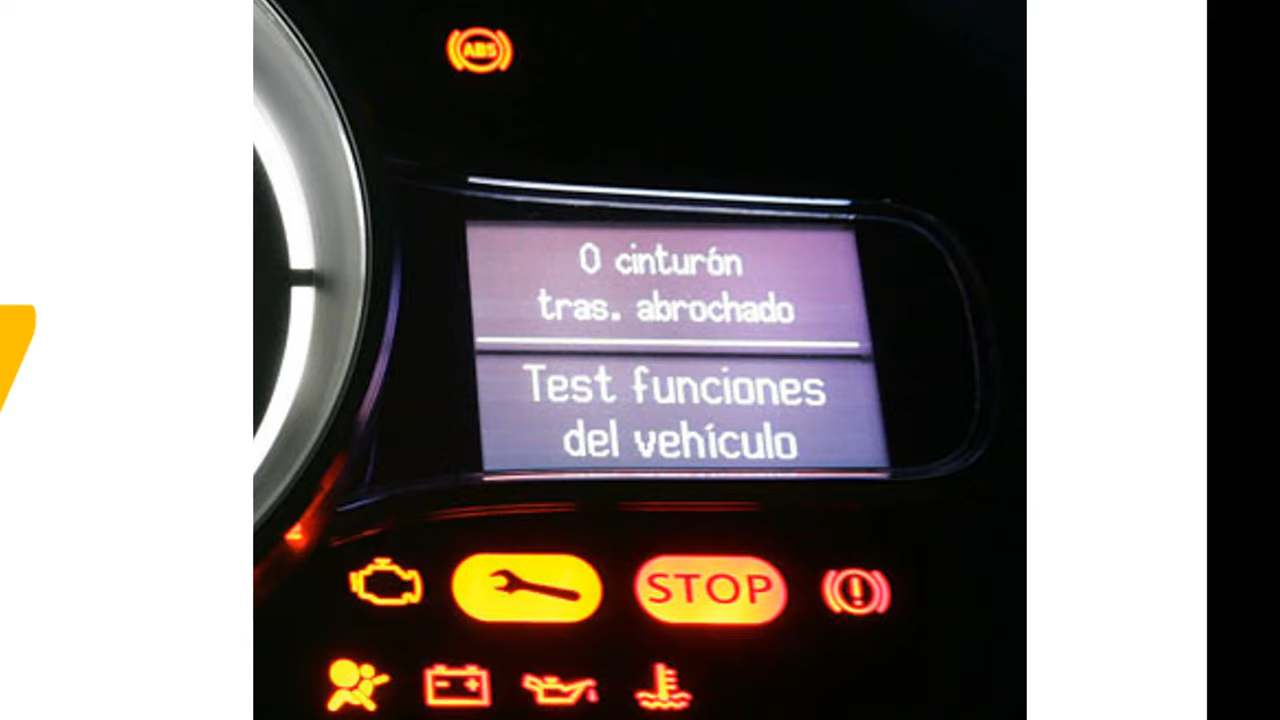 ABS
0 cinturón
tras. abrochado
Test funciones
del vehículo
STOP